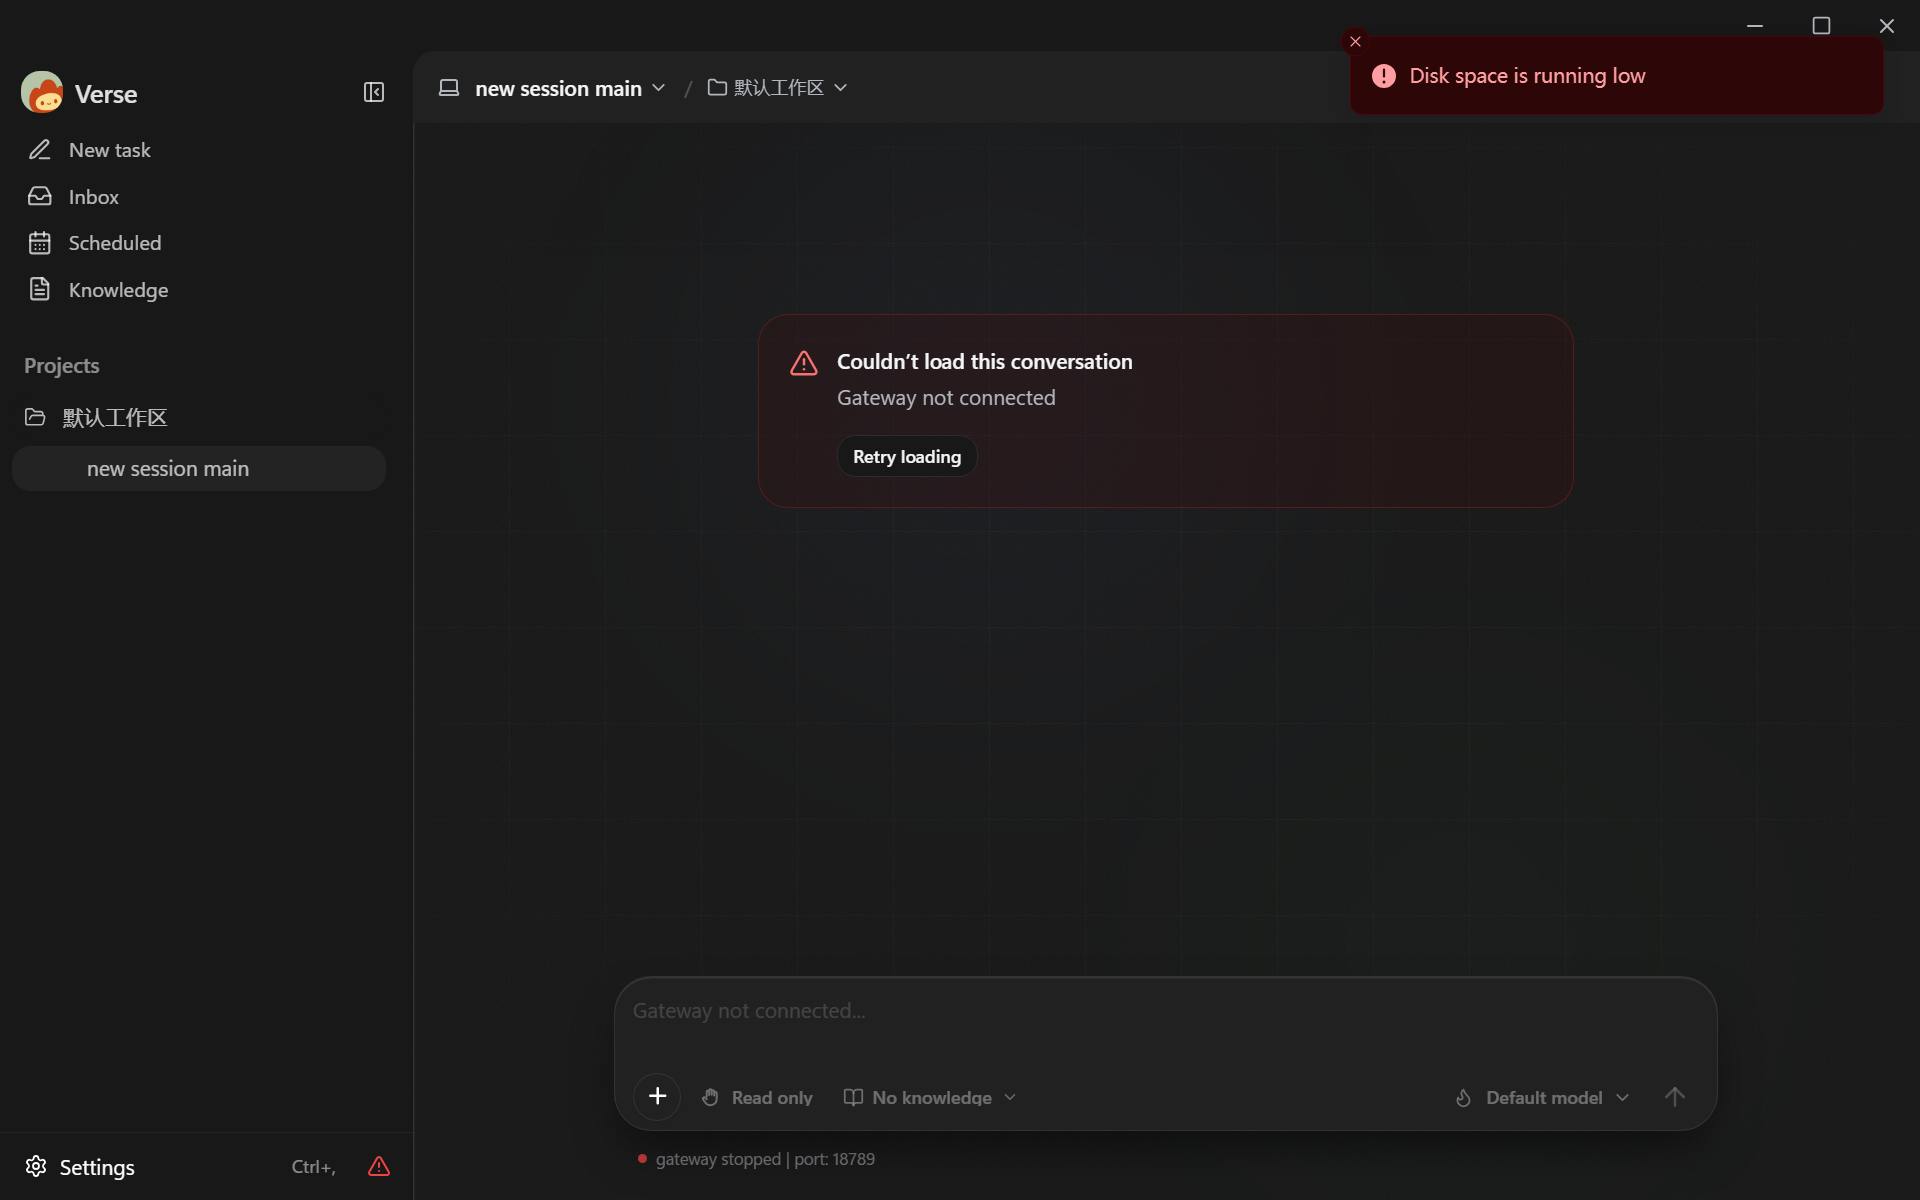 Verse
New task
Inbox
Scheduled
Knowledge
Projects
默认工作区
new session main
Settings
Ctrl+,
new session main / 默认工作区
Disk space is running low
Couldn’t load this conversation
Gateway not connected
Retry loading
Gateway not connected...
Read only
No knowledge
Default model
gateway stopped | port: 18789